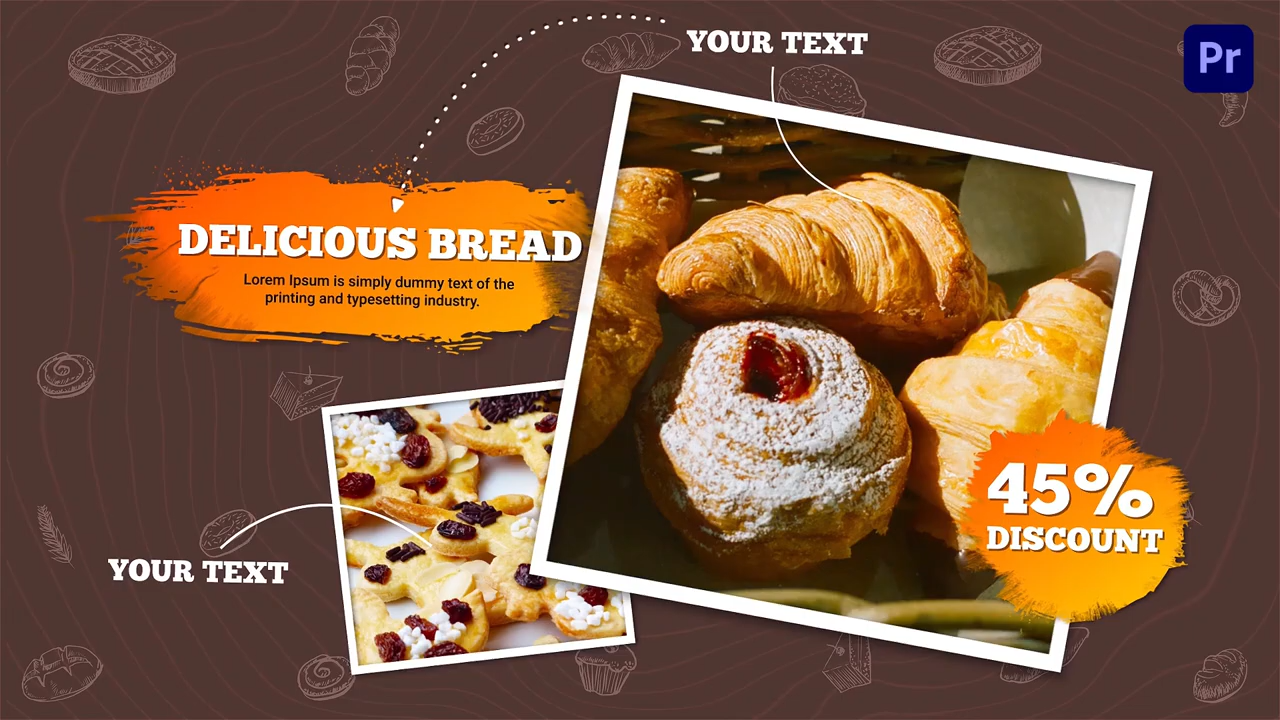 YOUR TEXT
Pr
DELICIOUS BREAD
Lorem Ipsum is simply dummy text of the
printing and typesetting industry.
45%
DISCOUNT
YOUR TEXT